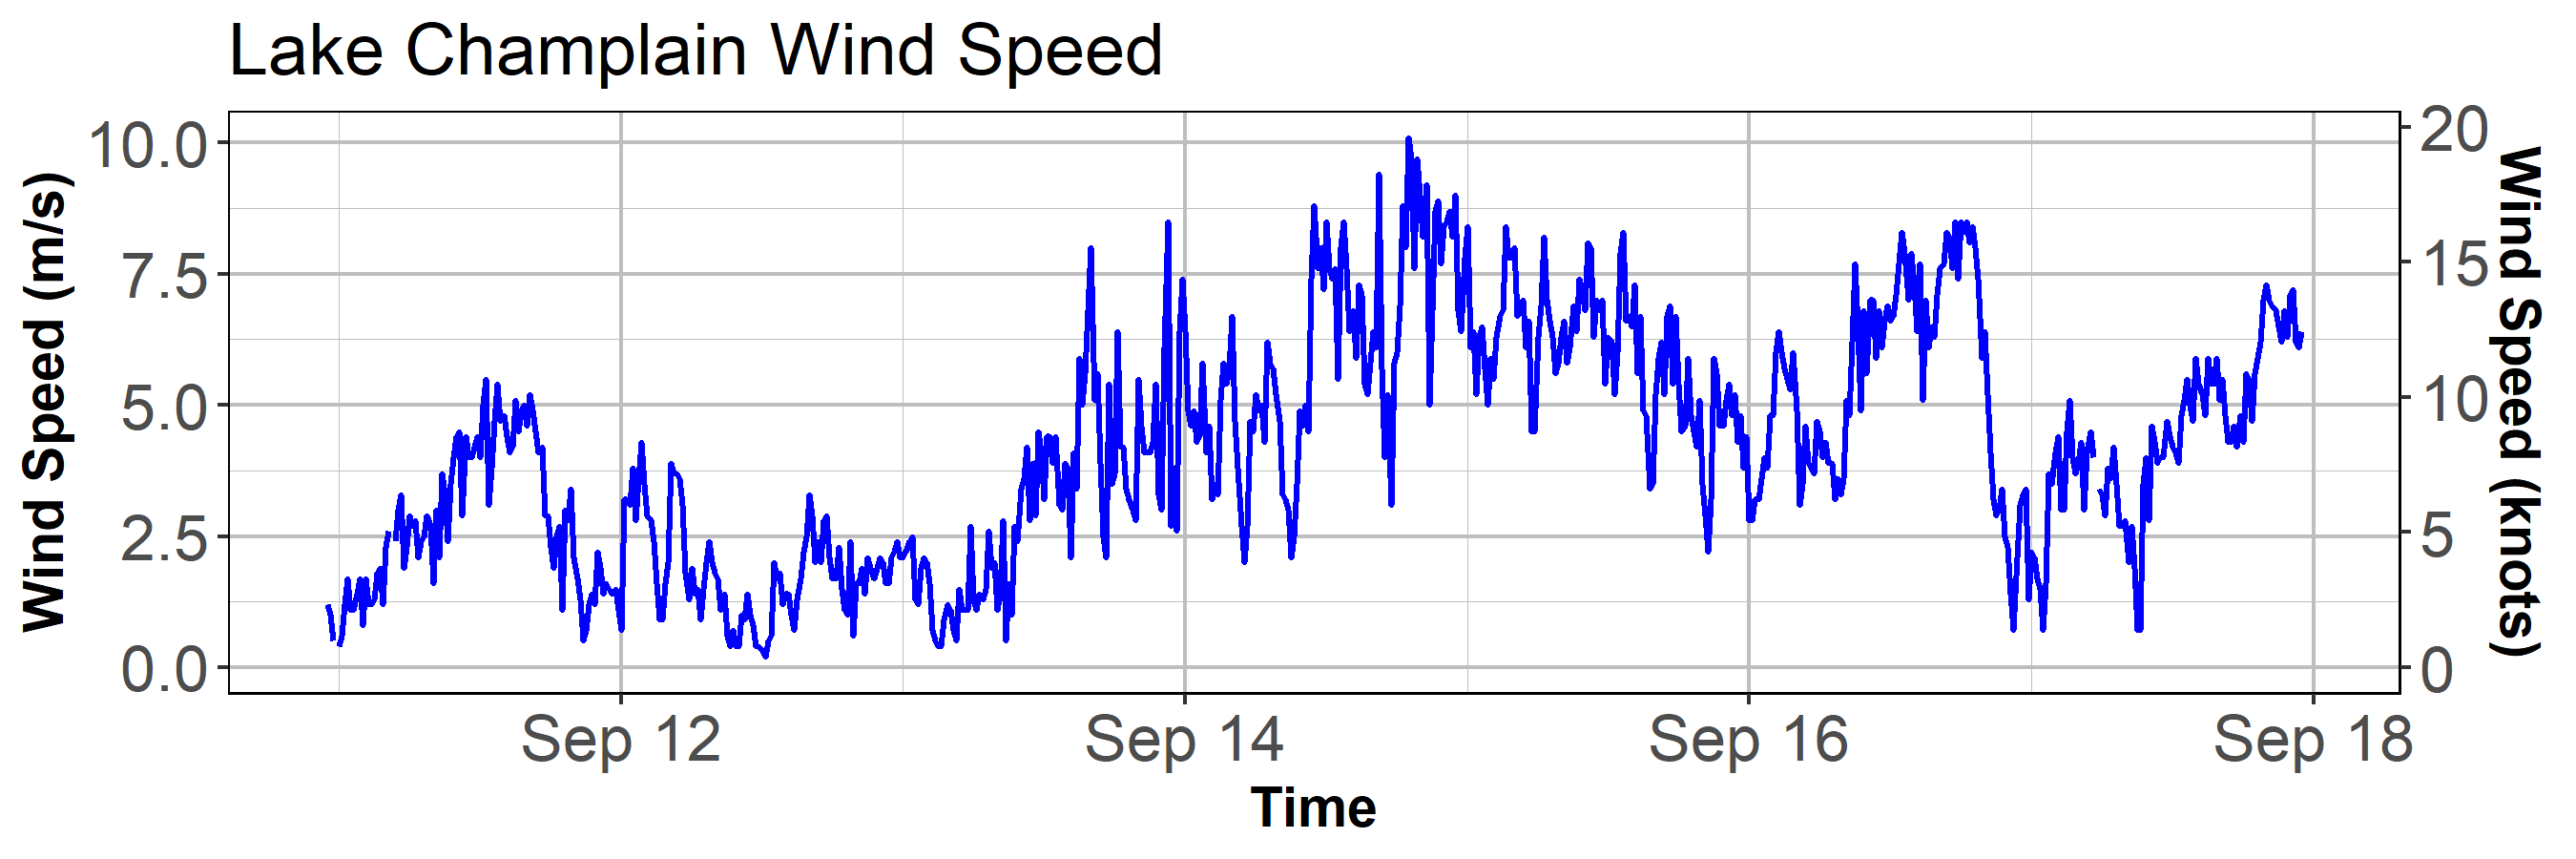 Lake Champlain Wind Speed
Wind Speed (m/s)
10.0
7.5
5.0
2.5
0.0
20
15
10
5
0
Wind Speed (knots)
Sep 12
Sep 14
Sep 16
Sep 18
Time